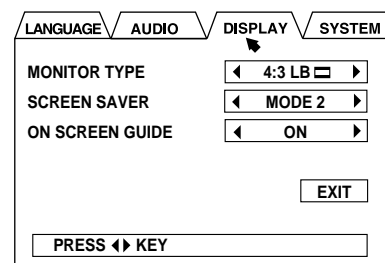 LANGUAGE AUDIO DISPLAY SYSTEM
MONITOR TYPE ◀ 4:3 LB ▶
SCREEN SAVER ◀ MODE 2 ▶
ON SCREEN GUIDE ◀ ON ▶
EXIT
PRESS ◀▶ KEY